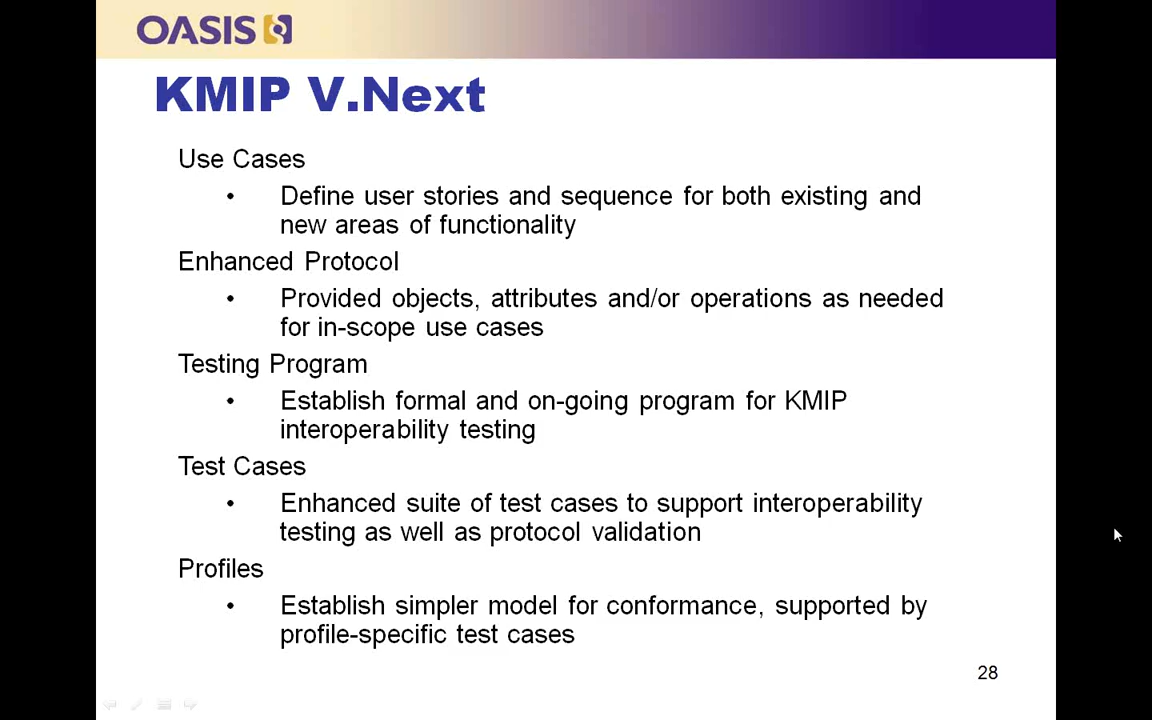 OASIS
KMIP V.Next
Use Cases
• Define user stories and sequence for both existing and
new areas of functionality
Enhanced Protocol
• Provided objects, attributes and/or operations as needed
for in-scope use cases
Testing Program
• Establish formal and on-going program for KMIP
interoperability testing
Test Cases
• Enhanced suite of test cases to support interoperability
testing as well as protocol validation
Profiles
• Establish simpler model for conformance, supported by
profile-specific test cases
28